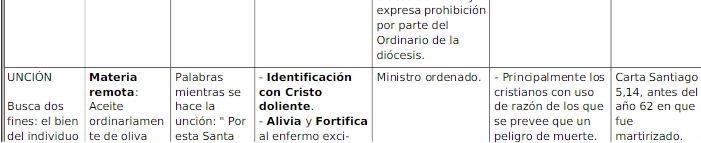 expresa prohibición
por parte del
Ordinario de la
diócesis.
UNCIÓN
Busca dos
fines: el bien
del individuo
Materia
remota:
Aceite
ordinariamen
te de oliva
Palabras
mientras se
hace la
unción: " Por
esta Santa
- Identificación
con Cristo
doliente.
- Alivia y Fortifica
al enfermo exci-
Ministro ordenado.
- Principalmente los
cristianos con uso
de razón de los que
se prevee que un
peligro de muerte.
Carta Santiago
5,14, antes del
año 62 en que
fue
martirizado.